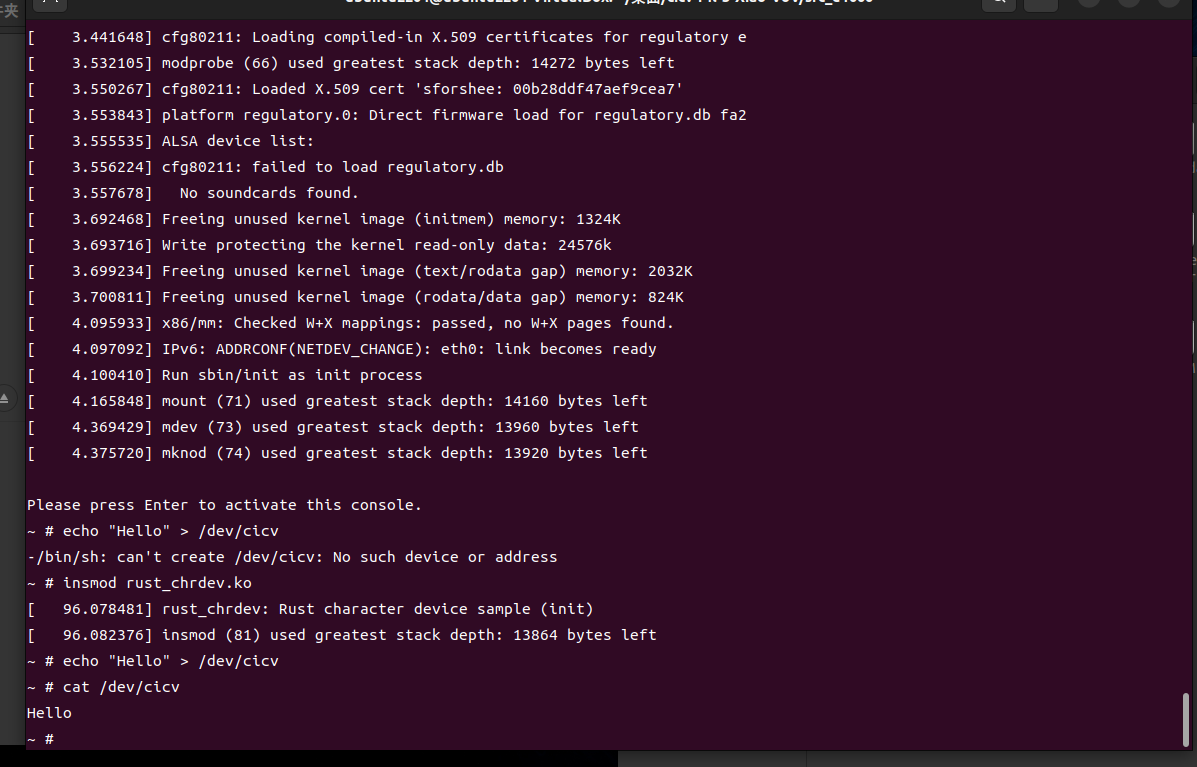 [    3.441648] cfg80211: Loading compiled-in X.509 certificates for regulatory e
[    3.532105] modprobe (66) used greatest stack depth: 14272 bytes left
[    3.550267] cfg80211: Loaded X.509 cert 'sforshee: 00b28ddf47aef9cea7'
[    3.553843] platform regulatory.0: Direct firmware load for regulatory.db fa2
[    3.555535] ALSA device list:
[    3.556224] cfg80211: failed to load regulatory.db
[    3.557678]   No soundcards found.
[    3.692468] Freeing unused kernel image (initmem) memory: 1324K
[    3.693716] Write protecting the kernel read-only data: 24576k
[    3.699234] Freeing unused kernel image (text/rodata gap) memory: 2032K
[    3.700811] Freeing unused kernel image (rodata/data gap) memory: 824K
[    4.095933] x86/mm: Checked W+X mappings: passed, no W+X pages found.
[    4.097092] IPv6: ADDRCONF(NETDEV_CHANGE): eth0: link becomes ready
[    4.100410] Run sbin/init as init process
[    4.165848] mount (71) used greatest stack depth: 14160 bytes left
[    4.369429] mdev (73) used greatest stack depth: 13960 bytes left
[    4.375720] mknod (74) used greatest stack depth: 13920 bytes left
Please press Enter to activate this console.
~ # echo "Hello" > /dev/cicv
-/bin/sh: can't create /dev/cicv: No such device or address
~ # insmod rust_chrdev.ko
[   96.078481] rust_chrdev: Rust character device sample (init)
[   96.082376] insmod (81) used greatest stack depth: 13864 bytes left
~ # echo "Hello" > /dev/cicv
~ # cat /dev/cicv
Hello
~ #